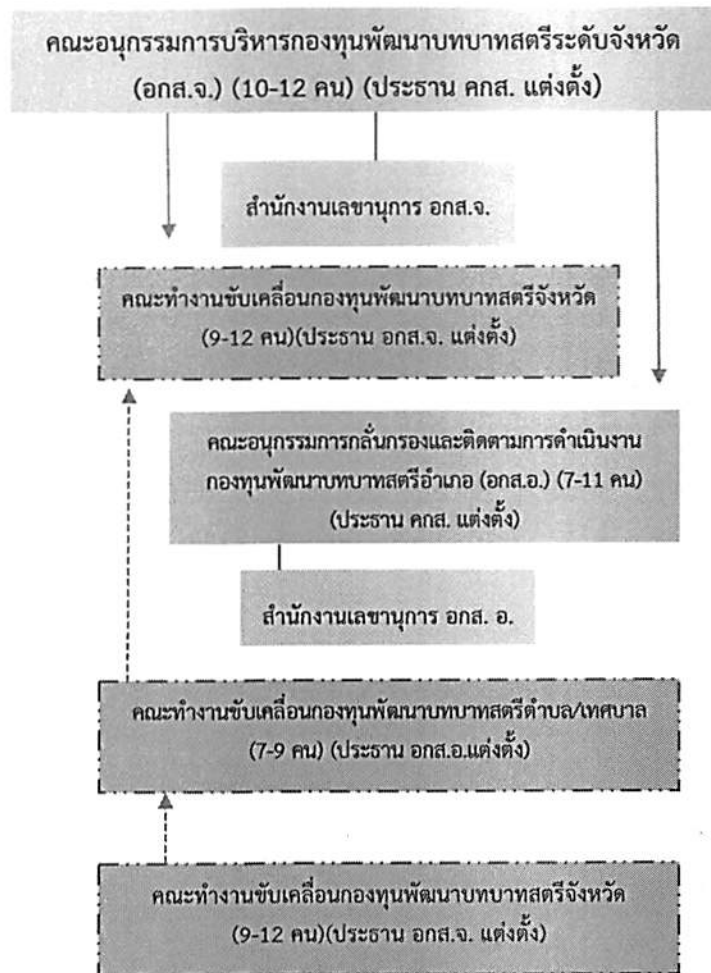 คณะอนุกรรมการบริหารกองทุนพัฒนาบทบาทสตรีระดับจังหวัด
(อกส.จ.) (10-12 คน) (ประธาน คกส. แต่งตั้ง)
สำนักงานเลขานุการ อกส.จ.
คณะทำงานขับเคลื่อนกองทุนพัฒนาบทบาทสตรีจังหวัด
(9-12 คน)(ประธาน อกส.จ. แต่งตั้ง)
คณะอนุกรรมการกลั่นกรองและติดตามการดำเนินงาน
กองทุนพัฒนาบทบาทสตรีอำเภอ (อกส.อ.) (7-11 คน)
(ประธาน คกส. แต่งตั้ง)
สำนักงานเลขานุการ อกส. อ.
คณะทำงานขับเคลื่อนกองทุนพัฒนาบทบาทสตรีตำบล/เทศบาล
(7-9 คน) (ประธาน อกส.อ.แต่งตั้ง)
คณะทำงานขับเคลื่อนกองทุนพัฒนาบทบาทสตรีจังหวัด
(9-12 คน)(ประธาน อกส.จ. แต่งตั้ง)